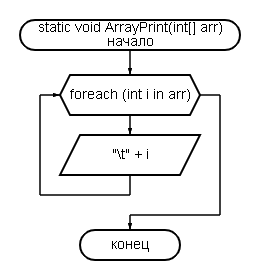 static void ArrayPrint(int[] arr)
начало
foreach (int i in arr)
"\t" + i
конец